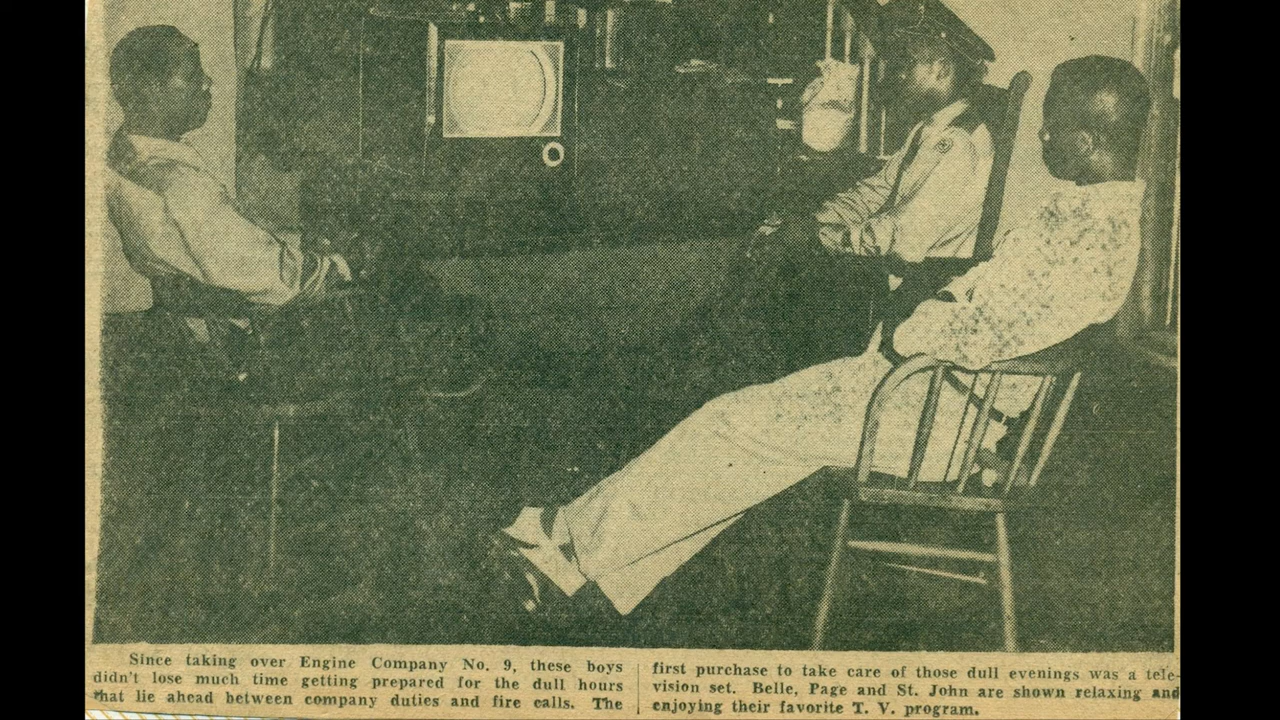 Since taking over Engine Company No. 9, these boys
didn't lose much time getting prepared for the dull hours
that lie ahead between company duties and fire calls. The
first purchase to take care of those dull evenings was a tele-
vision set. Belle, Page and St. John are shown relaxing and
enjoying their favorite T. V. program.